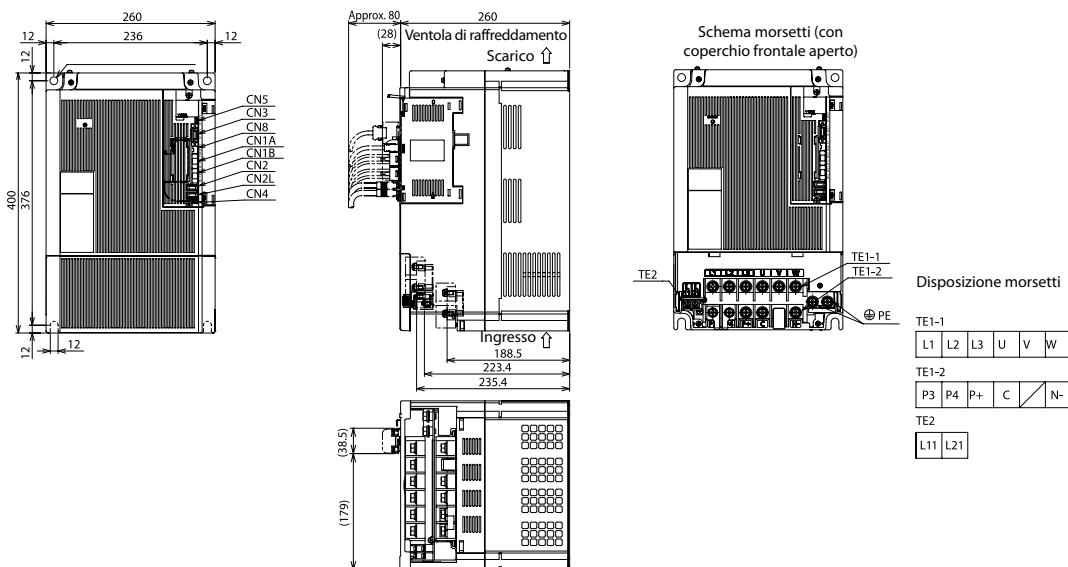 260
12
236
12
12
400
376
12
12
CN5
CN3
CN8
CN1A
CN1B
CN2
CN2L
CN4
Approx. 80
260
(28)
Ventola di raffreddamento
Scarico
Ingresso
188.5
223.4
235.4
(38.5)
(179)
Schema morsetti (con
coperchio frontale aperto)
L1 L2 L3 U V W
TE2
TE1-1
TE1-2
PE
Disposizione morsetti
TE1-1
L1 L2 L3 U V W
TE1-2
P3 P4 P+ C N-
TE2
L11 L21